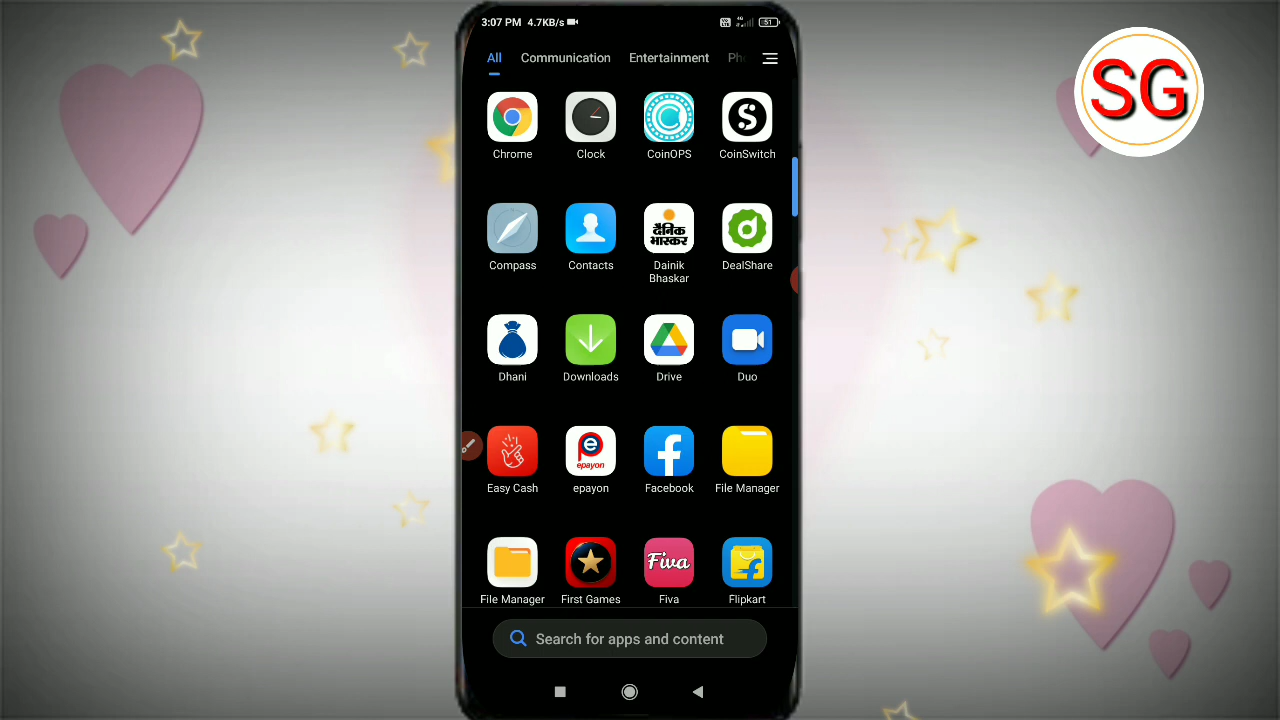 3:07 PM 4.7KB/s
51
SG
All Communication Entertainment Ph
Chrome Clock CoinOPS CoinSwitch
दैनिक
भास्कर
Compass Contacts Dainik Bhaskar DealShare
Dhani Downloads Drive Duo
epayon
Easy Cash epayon Facebook File Manager
Fiva
File Manager First Games Fiva Flipkart
Search for apps and content